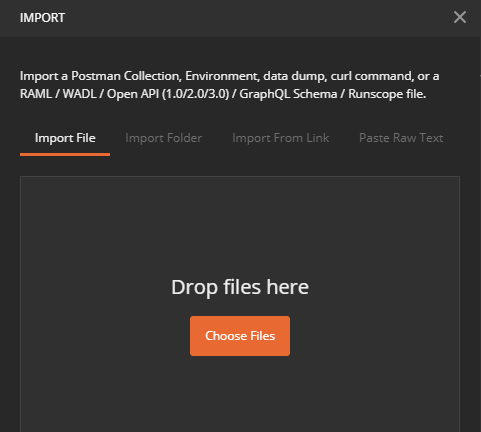 IMPORT
Import a Postman Collection, Environment, data dump, curl command, or a
RAML / WADL / Open API (1.0/2.0/3.0) / GraphQL Schema / Runscope file.
Import File Import Folder Import From Link Paste Raw Text
Drop files here
Choose Files